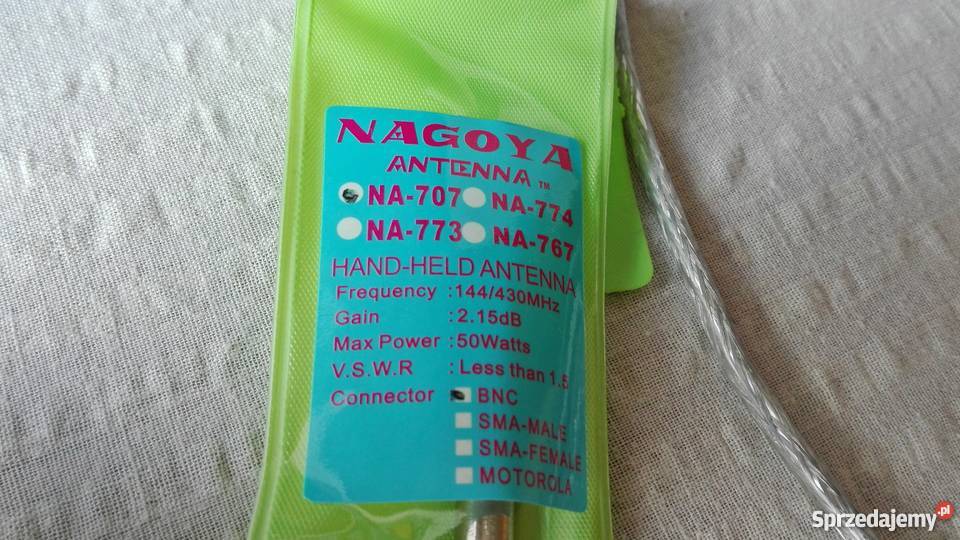 NAGOYA
ANTENNA ™
NA-707 NA-774
NA-773 NA-767
HAND-HELD ANTENNA
Frequency :144/430MHz
Gain :2.15dB
Max Power :50Watts
V.S.W.R :Less than 1.5
Connector BNC
SMA-MALE
SMA-FEMALE
MOTOROLA
Sprzedajemy.pl